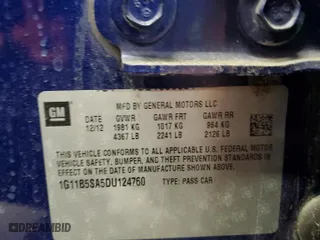 GM
MFD BY GENERAL MOTORS LLC
DATE GVWR GAWR FRT GAWR RR
12/12 1981 KG 1017 KG 964 KG
4367 LB 2241 LB 2126 LB
THIS VEHICLE CONFORMS TO ALL APPLICABLE U.S. FEDERAL MOTOR
VEHICLE SAFETY, BUMPER, AND THEFT PREVENTION STANDARDS
IN EFFECT ON THE DATE OF MANUFACTURE SHOWN ABOVE.
1G11B5SA5DU124760 TYPE: PASS CAR
AUTOBIDMASTER